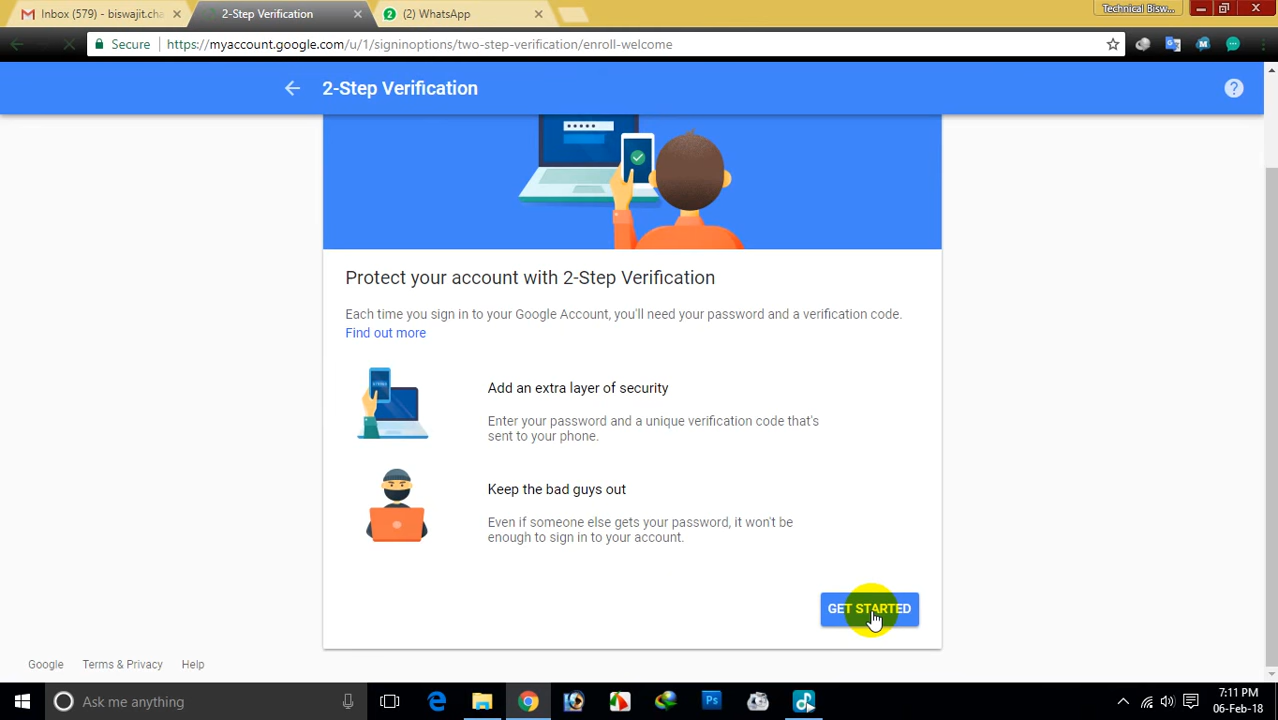 Inbox (579) - biswajit.cha
2-Step Verification
(2) WhatsApp
Technical Bisw...
Secure
https://myaccount.google.com/u/1/signinoptions/two-step-verification/enroll-welcome
2-Step Verification
Protect your account with 2-Step Verification
Each time you sign in to your Google Account, you'll need your password and a verification code.
Find out more
Add an extra layer of security
Enter your password and a unique verification code that's
sent to your phone.
Keep the bad guys out
Even if someone else gets your password, it won't be
enough to sign in to your account.
GET STARTED
Google
Terms & Privacy
Help
Ask me anything
Ps
7:11 PM
06-Feb-18